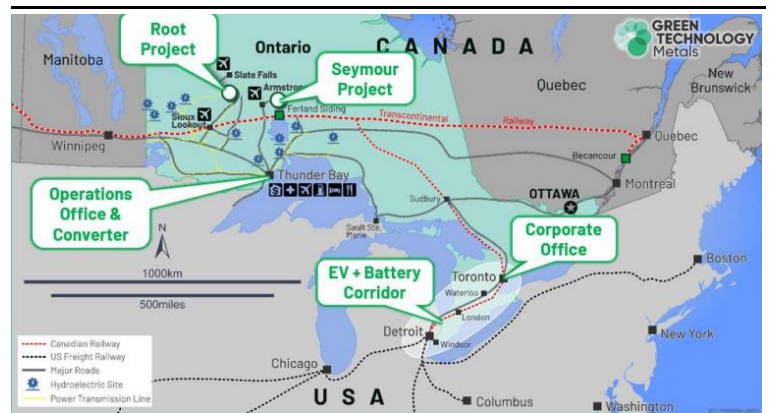 Root
Project
Ontario
CANADA
GREEN
TECHNOLOGY
METALS
Manitoba
Slate Falls
Armstrong
Seymour
Project
Quebec
New
Brunswick
Ferland Siding
Sioux
Lookout
Transcontinental
Railway
Winnipeg
Quebec
Becancour
Thunder Bay
Montreal
Operations
Office &
Converter
OTTAWA
Sudbury
Sault Ste.
Marie
Corporate
Office
N
1000km
500miles
EV + Battery
Corridor
Toronto
Waterloo
London
Boston
Detroit
Windsor
New York
Canadian Railway
US Freight Railway
Major Roads
Hydroelectric Site
Power Transmission Line
Chicago
USA
Columbus
Washington